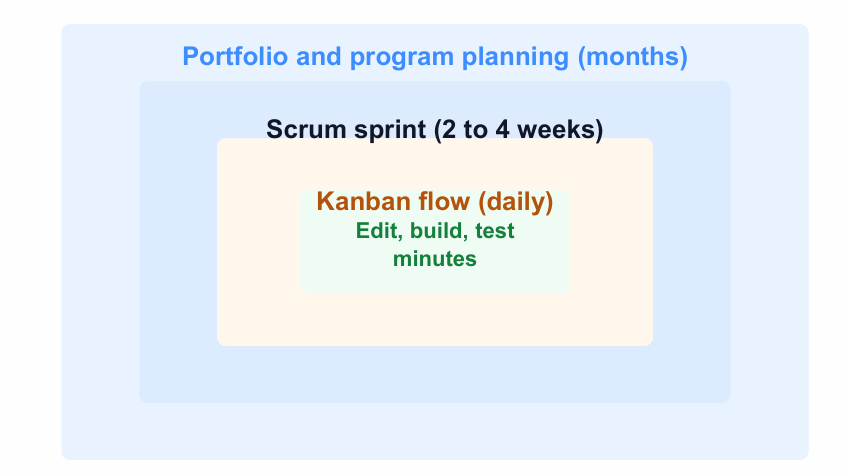 Portfolio and program planning (months)
Scrum sprint (2 to 4 weeks)
Kanban flow (daily)
Edit, build, test
minutes